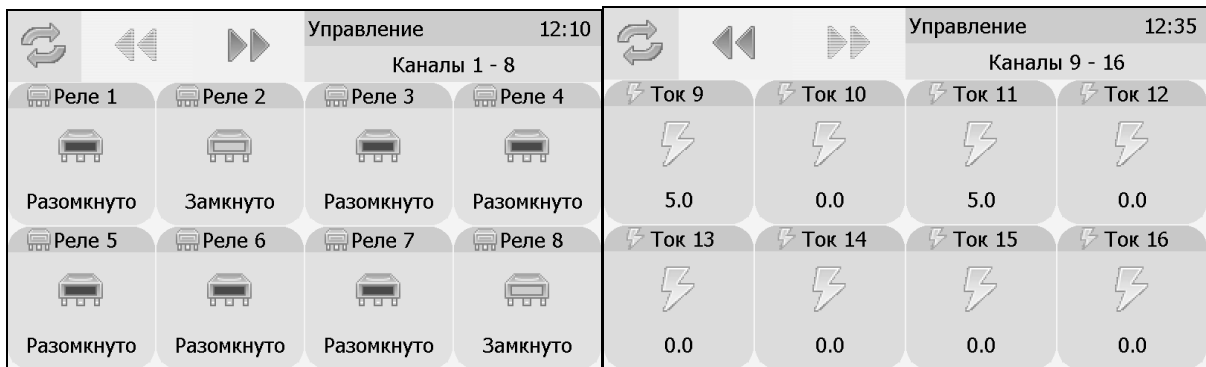 Управление 12:10
Каналы 1 - 8
Реле 1 Реле 2 Реле 3 Реле 4
Разомкнуто Замкнуто Разомкнуто Разомкнуто
Реле 5 Реле 6 Реле 7 Реле 8
Разомкнуто Разомкнуто Разомкнуто Замкнуто
Управление 12:35
Каналы 9 - 16
Ток 9 Ток 10 Ток 11 Ток 12
5.0 0.0 5.0 0.0
Ток 13 Ток 14 Ток 15 Ток 16
0.0 0.0 0.0 0.0